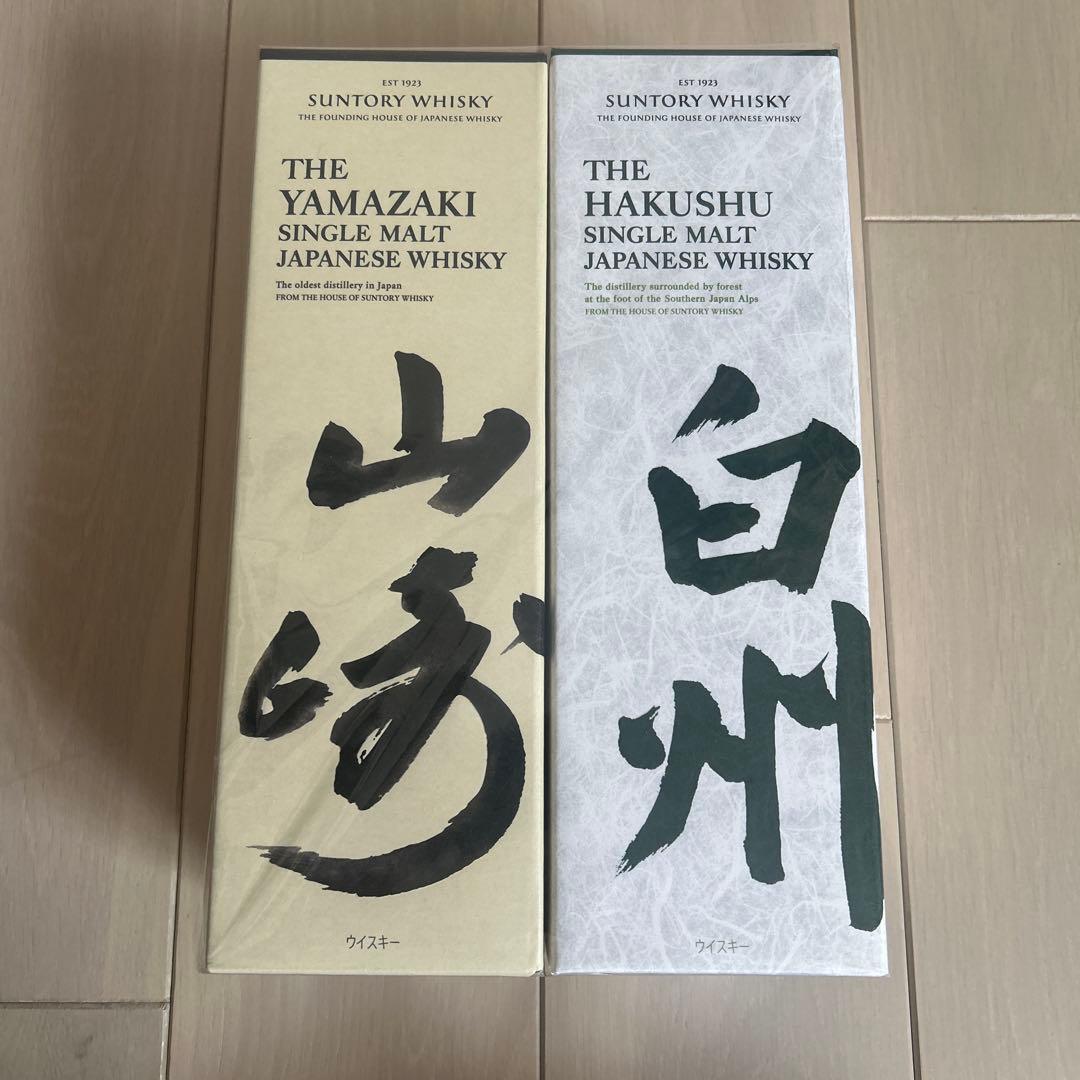 EST 1923
SUNTORY WHISKY
THE FOUNDING HOUSE OF JAPANESE WHISKY
THE
YAMAZAKI
SINGLE MALT
JAPANESE WHISKY
The oldest distillery in Japan
FROM THE HOUSE OF SUNTORY WHISKY
山崎
ウイスキー
EST 1923
SUNTORY WHISKY
THE FOUNDING HOUSE OF JAPANESE WHISKY
THE
HAKUSHU
SINGLE MALT
JAPANESE WHISKY
The distillery surrounded by forest
at the foot of the Southern Japan Alps
FROM THE HOUSE OF SUNTORY WHISKY
白州
ウイスキー